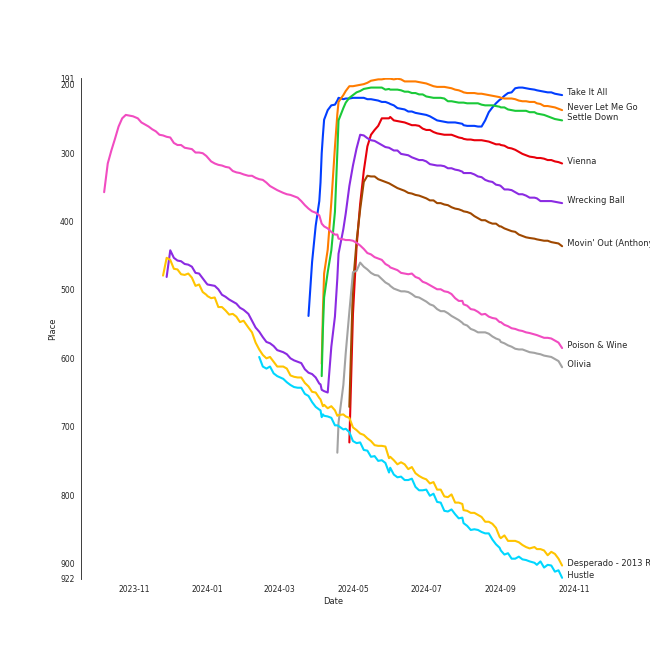 191
200
300
400
500
600
700
800
900
922
Place
2023-11
2024-01
2024-03
2024-05
2024-07
2024-09
2024-11
Date
Take It All
Never Let Me Go
Settle Down
Vienna
Wrecking Ball
Movin' Out (Anthony
Poison & Wine
Olivia
Desperado - 2013 R
Hustle